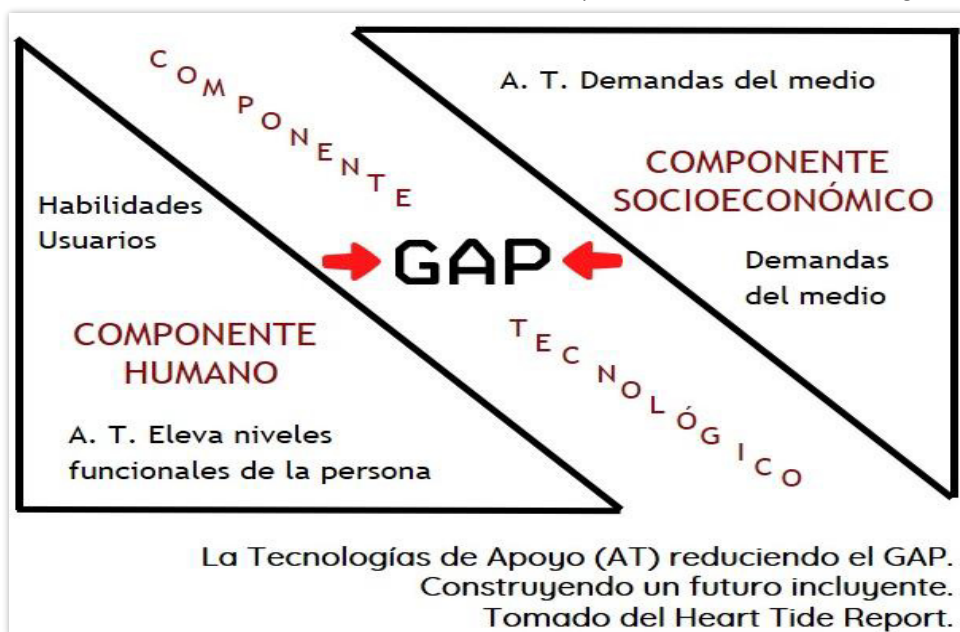 COMPONENTE
A. T. Demandas del medio
COMPONENTE
SOCIOECONÓMICO
Habilidades
Usuarios
GAP
Demandas
del medio
COMPONENTE
HUMANO
TECNOLÓGICO
A. T. Eleva niveles
funcionales de la persona
La Tecnologías de Apoyo (AT) reduciendo el GAP.
Construyendo un futuro incluyente.
Tomado del Heart Tide Report.